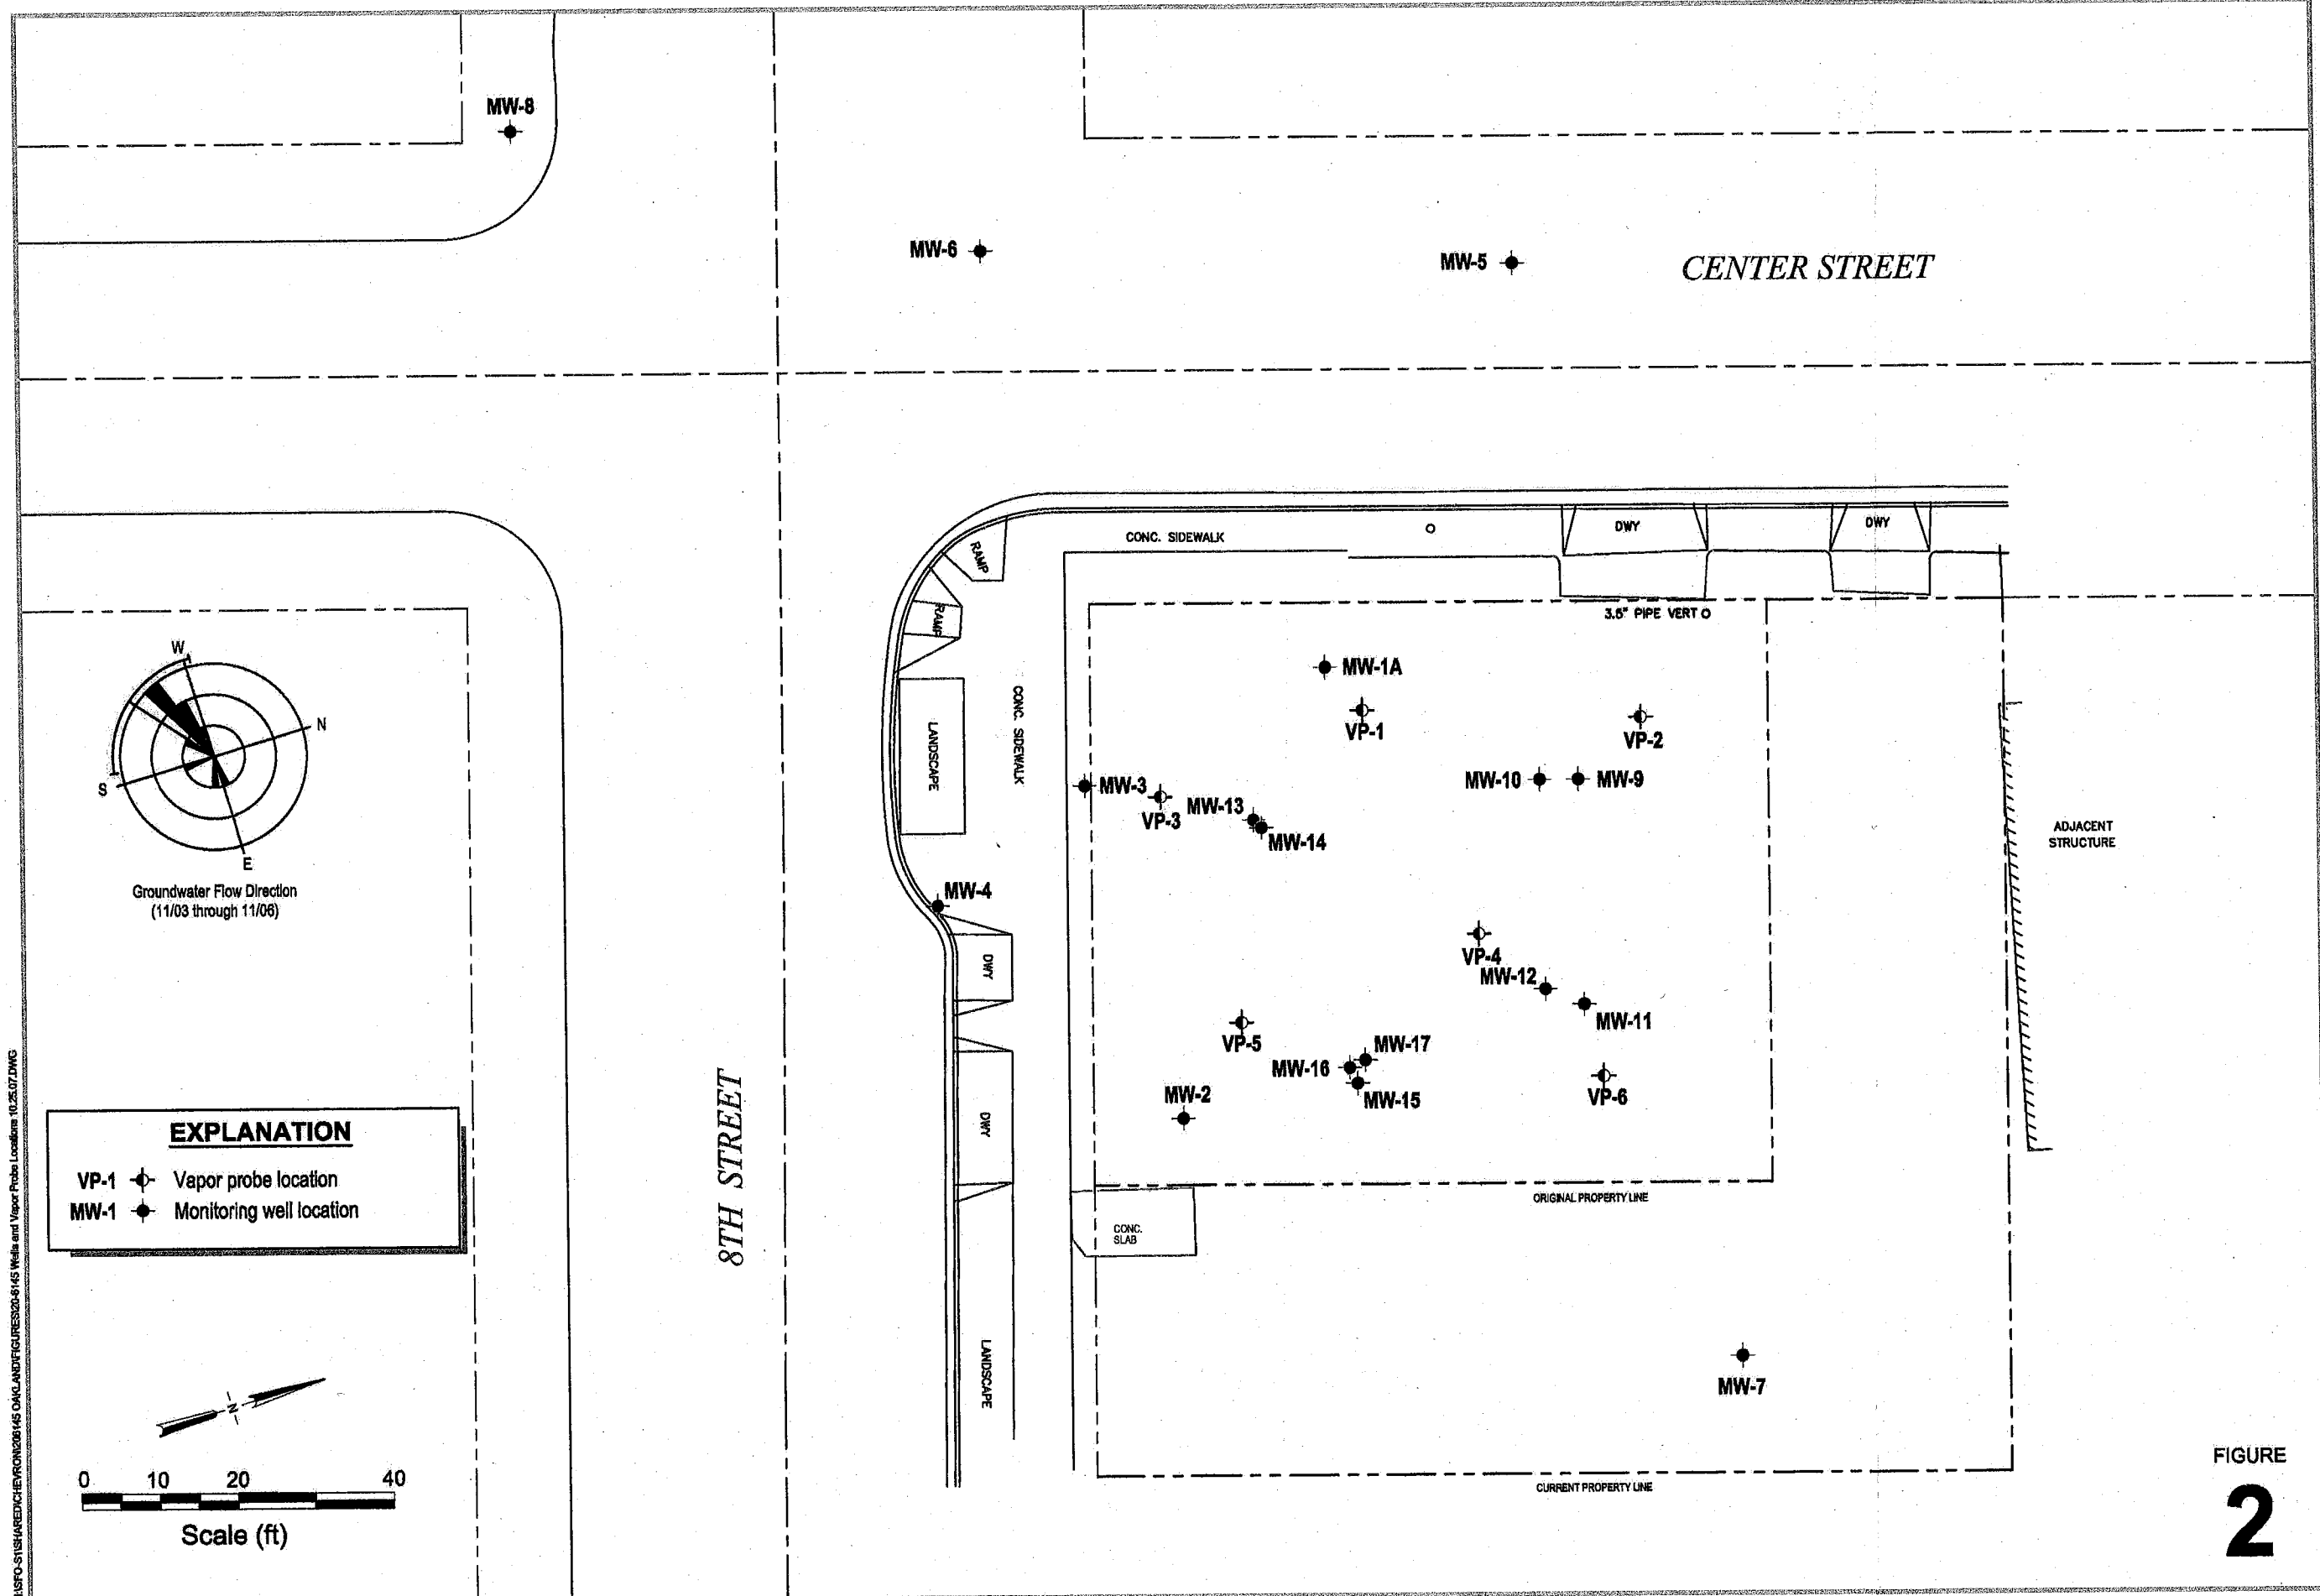 MW-8
MW-6
MW-5
CENTER STREET
CONC. SIDEWALK
DWY
DWY
RAMP
RAMP
3.5" PIPE VERT
MW-1A
VP-1
VP-2
LANDSCAPE
CONC. SIDEWALK
MW-3
VP-3
MW-13
MW-14
MW-10
MW-9
ADJACENT
STRUCTURE
W
N
S
E
Groundwater Flow Direction
(11/03 through 11/06)
MW-4
DWY
VP-4
MW-12
MW-11
VP-5
MW-17
MW-16
MW-15
MW-2
VP-6
DWY
8TH STREET
EXPLANATION
VP-1 Vapor probe location
MW-1 Monitoring well location
ORIGINAL PROPERTY LINE
CONC.
SLAB
LANDSCAPE
MW-7
N
0 10 20 40
Scale (ft)
CURRENT PROPERTY LINE
FIGURE
2